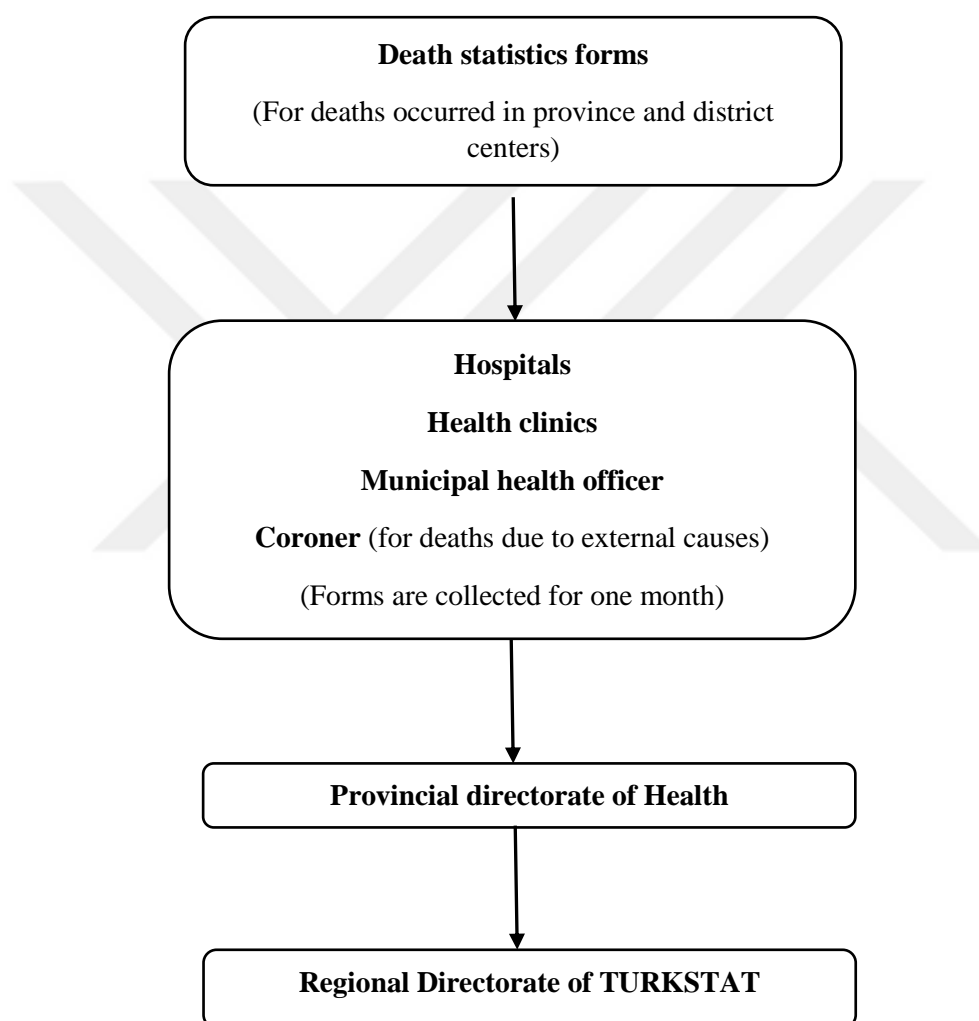 Death statistics forms
(For deaths occurred in province and district
centers)
Hospitals
Health clinics
Municipal health officer
Coroner (for deaths due to external causes)
(Forms are collected for one month)
Provincial directorate of Health
Regional Directorate of TURKSTAT